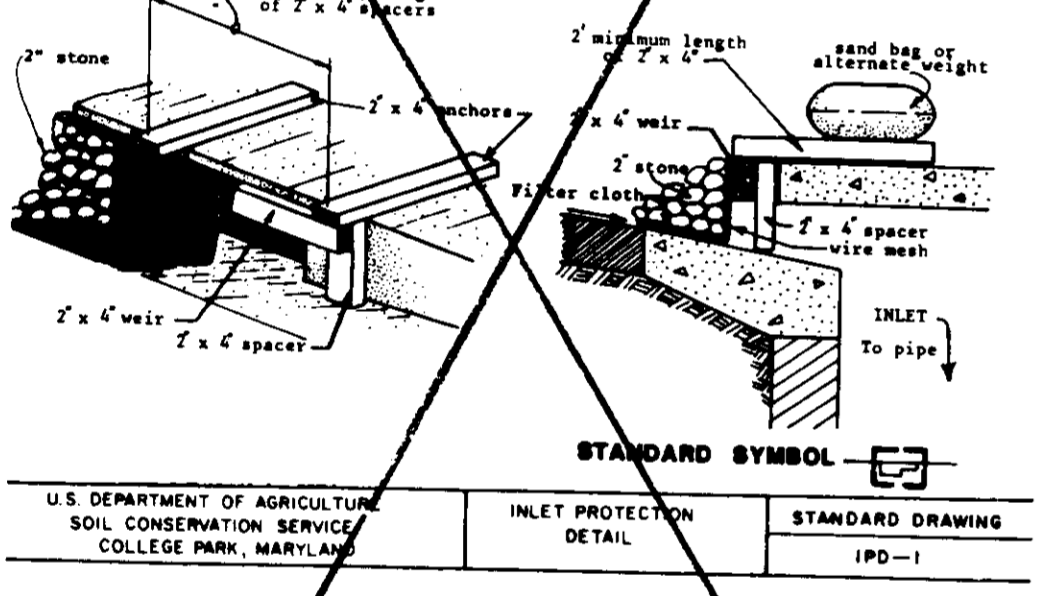 of 2" x 4" spacers
2" stone
2" x 4" anchors
2" x 4" weir
2" x 4" spacer
2' minimum length
of 2" x 4"
sand bag or
alternate weight
2" x 4" weir
2" stone
Filter cloth
2" x 4" spacer
wire mesh
INLET
To pipe
STANDARD SYMBOL
U.S. DEPARTMENT OF AGRICULTURE
SOIL CONSERVATION SERVICE
COLLEGE PARK, MARYLAND
INLET PROTECTION
DETAIL
STANDARD DRAWING
IPD-1